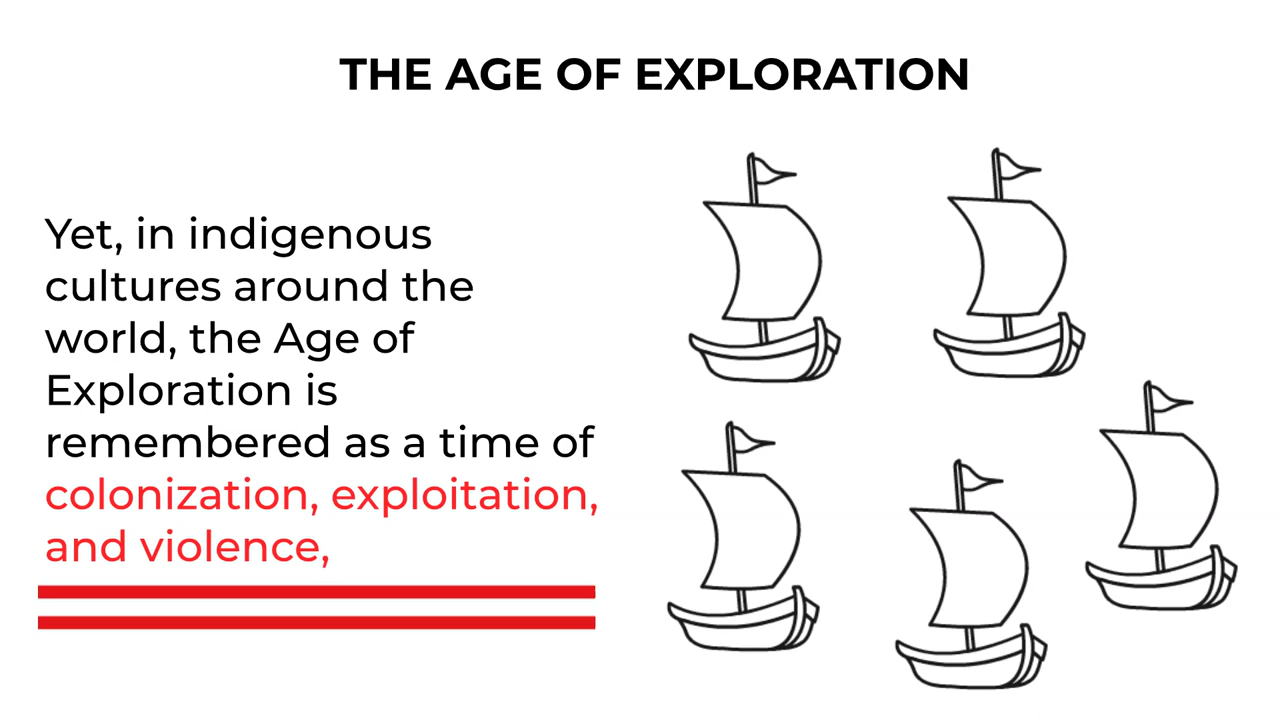 THE AGE OF EXPLORATION
Yet, in indigenous
cultures around the
world, the Age of
Exploration is
remembered as a time of
colonization, exploitation,
and violence,